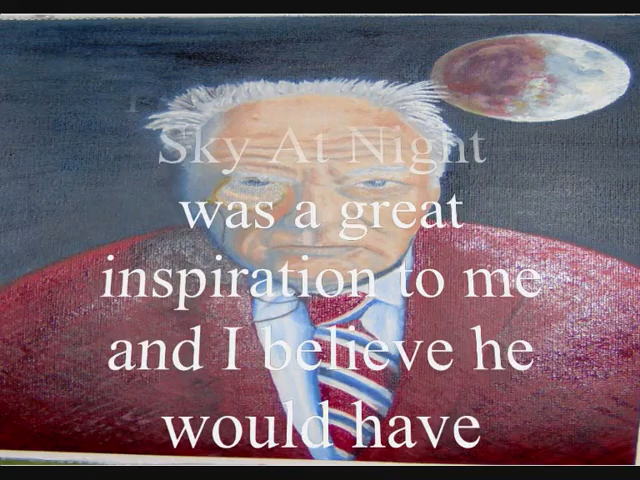 Sky At Night
was a great
inspiration to me
and I believe he
would have